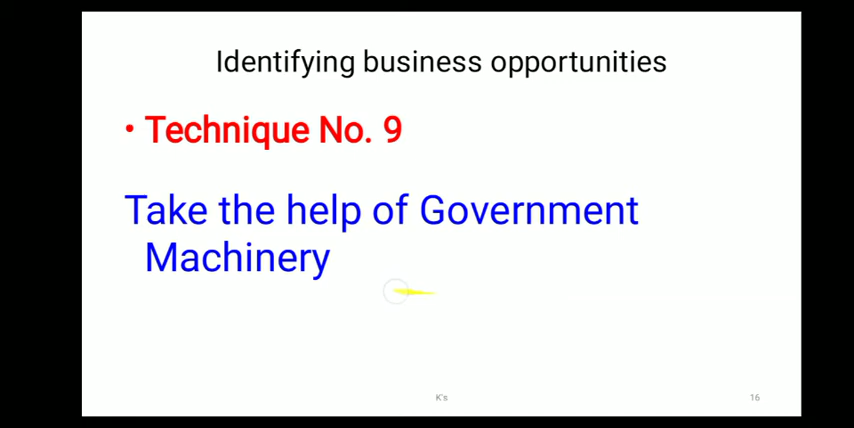 Identifying business opportunities
• Technique No. 9
Take the help of Government
Machinery
K's
16